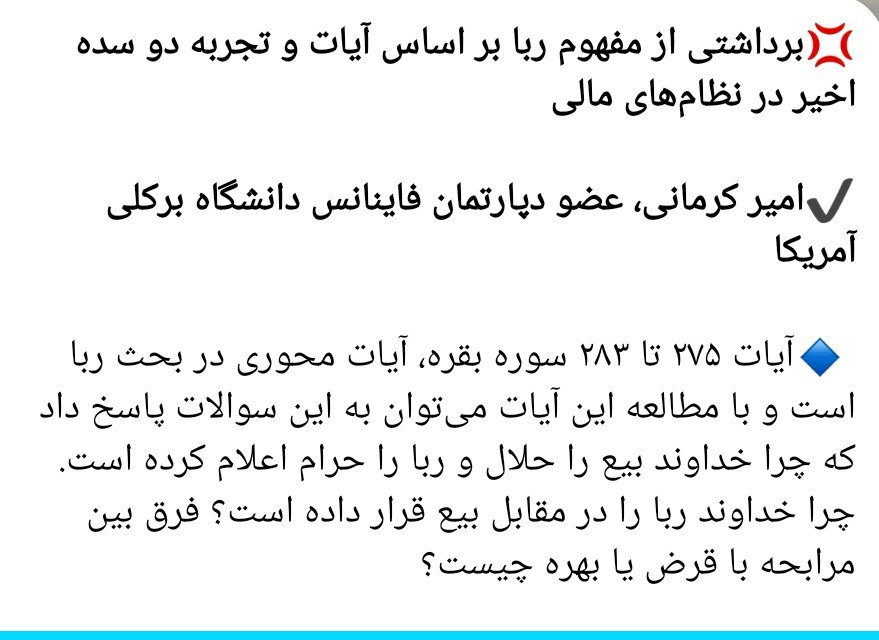 💢برداشتی از مفهوم ربا بر اساس آیات و تجربه دو سده
اخیر در نظام‌های مالی
✔️امیر کرمانی، عضو دپارتمان فاینانس دانشگاه برکلی
آمریکا
🔷آیات ۲۷۵ تا ۲۸۳ سوره بقره، آیات محوری در بحث ربا
است و با مطالعه این آیات می‌توان به این سوالات پاسخ داد
که چرا خداوند بیع را حلال و ربا را حرام اعلام کرده است.
چرا خداوند ربا را در مقابل بیع قرار داده است؟ فرق بین
مرابحه با قرض یا بهره چیست؟